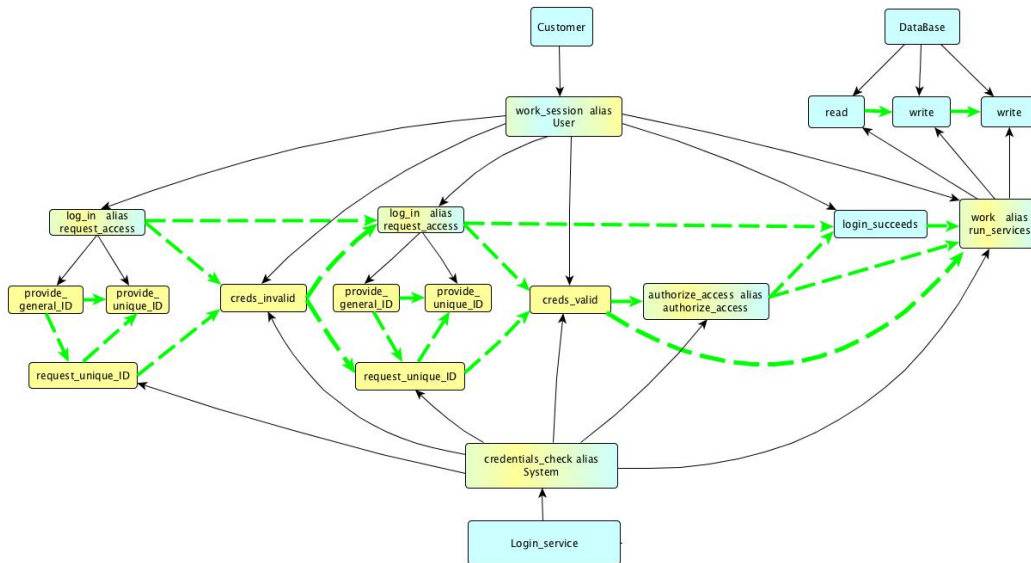 Customer
DataBase
work_session alias
User
read
write
write
log_in alias
request_access
log_in alias
request_access
login_succeeds
work alias
run_services
provide_
general_ID
provide_
unique_ID
creds_invalid
provide_
general_ID
provide_
unique_ID
creds_valid
authorize_access alias
authorize_access
request_unique_ID
request_unique_ID
credentials_check alias
System
Login_service